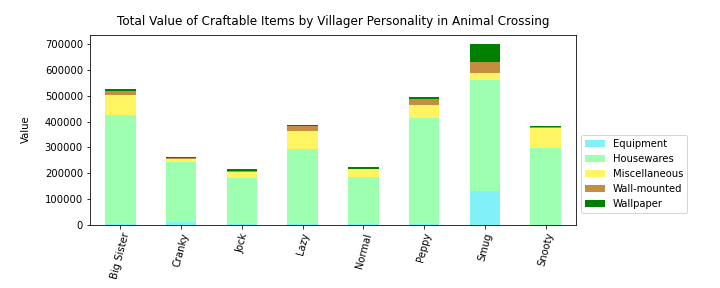 Total Value of Craftable Items by Villager Personality in Animal Crossing
Value
700000
600000
500000
400000
300000
200000
100000
0
Big Sister
Cranky
Jock
Lazy
Normal
Peppy
Smug
Snooty
Equipment
Housewares
Miscellaneous
Wall-mounted
Wallpaper